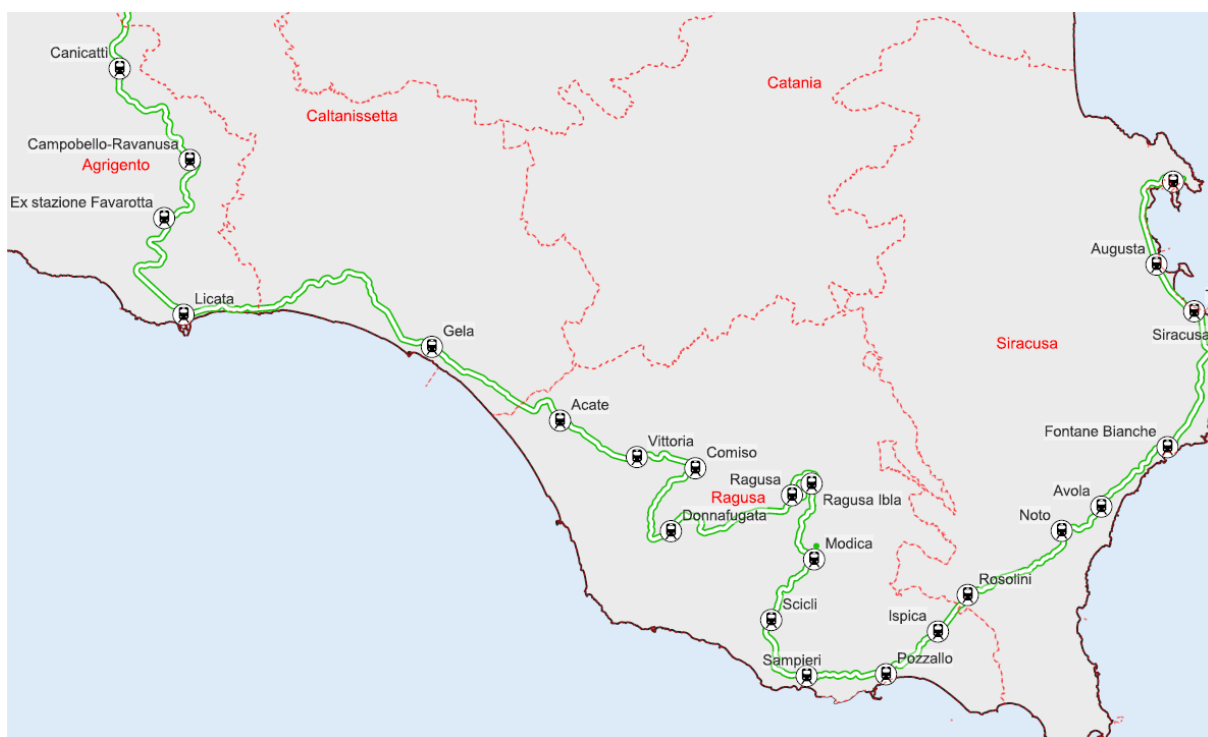 Canicattì
Catania
Caltanissetta
Campobello-Ravanusa
Agrigento
Ex stazione Favarotta
Augusta
Licata
Siracusa
Gela
Siracusa
Acate
Fontane Bianche
Vittoria
Comiso
Ragusa
Ragusa
Ragusa Ibla
Avola
Donnafugata
Noto
Modica
Rosolini
Scicli
Ispica
Sampieri
Pozzallo